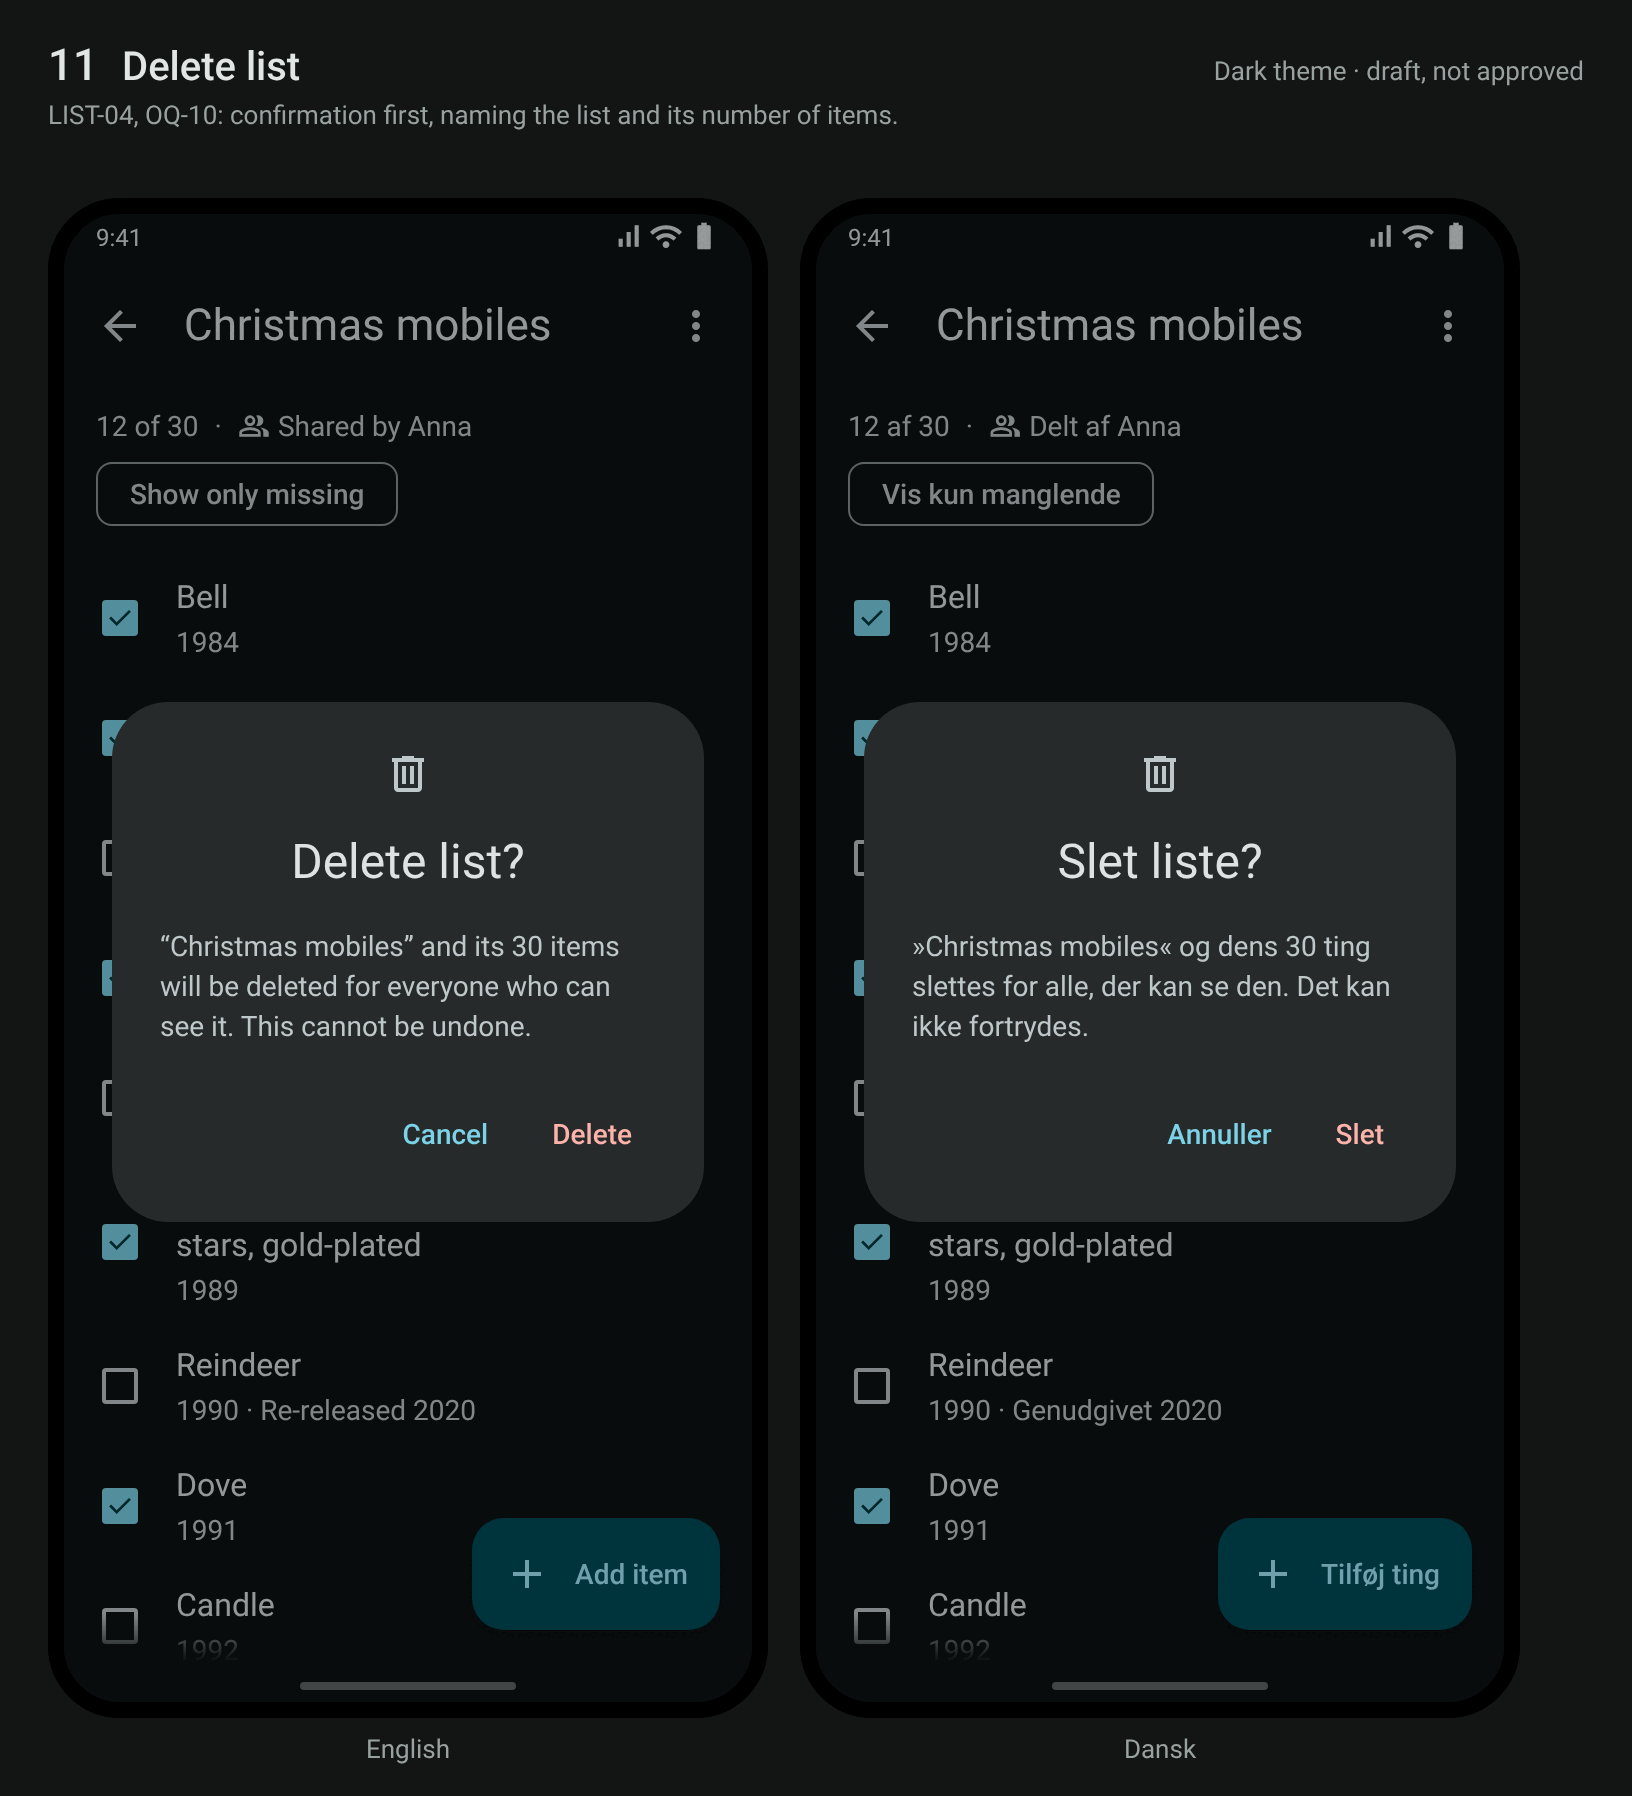 11 Delete list
Dark theme · draft, not approved
LIST-04, OQ-10: confirmation first, naming the list and its number of items.
9:41
Christmas mobiles
12 of 30 · Shared by Anna
Show only missing
Bell
1984
Delete list?
“Christmas mobiles” and its 30 items
will be deleted for everyone who can
see it. This cannot be undone.
Cancel Delete
stars, gold-plated
1989
Reindeer
1990 · Re-released 2020
Dove
1991
Add item
Candle
1992
English
9:41
Christmas mobiles
12 af 30 · Delt af Anna
Vis kun manglende
Bell
1984
Slet liste?
»Christmas mobiles« og dens 30 ting
slettes for alle, der kan se den. Det kan
ikke fortrydes.
Annuller Slet
stars, gold-plated
1989
Reindeer
1990 · Genudgivet 2020
Dove
1991
Tilføj ting
Candle
1992
Dansk